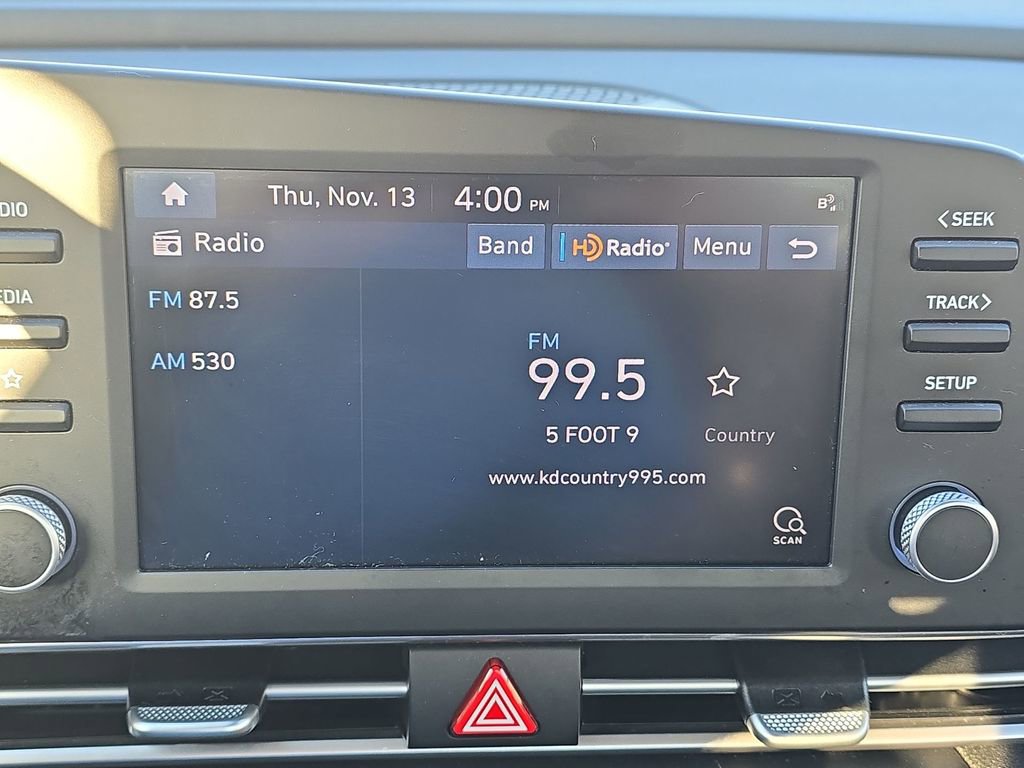 Thu, Nov. 13 4:00 PM B
Radio Band HD Radio Menu
FM 87.5
AM 530
FM
99.5
5 FOOT 9 Country
www.kdcountry995.com
SCAN
DIO
EDIA
<SEEK
TRACK>
SETUP